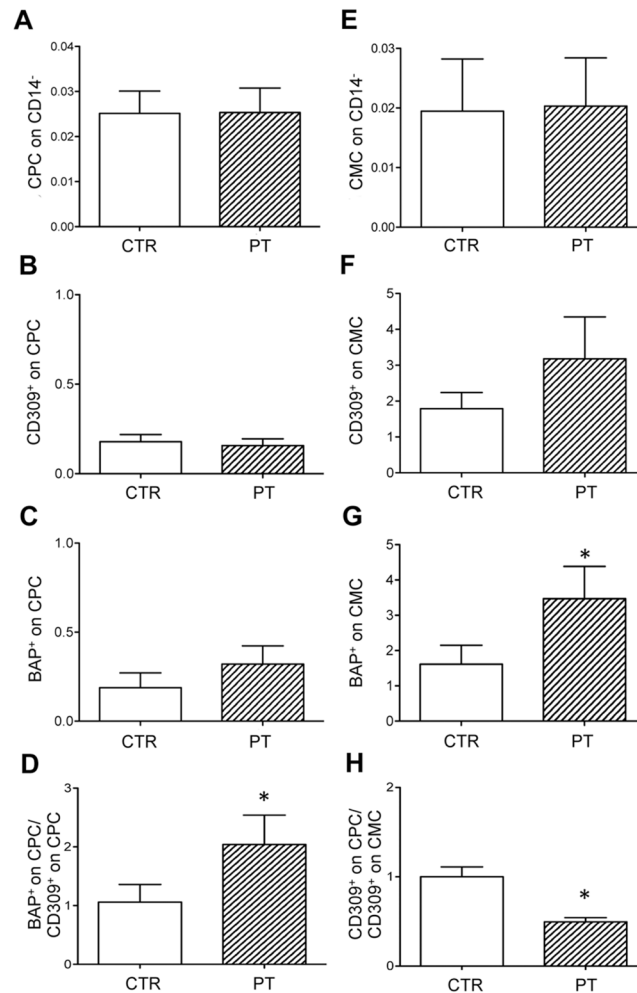 A
CPC on CD14⁻
0.04
0.03
0.02
0.01
0.00
CTR
PT
E
CMC on CD14⁻
0.03
0.02
0.01
0.00
CTR
PT
B
CD309⁺ on CPC
1.0
0.5
0.0
CTR
PT
F
CD309⁺ on CMC
5
4
3
2
1
0
CTR
PT
C
BAP⁺ on CPC
1.0
0.5
0.0
CTR
PT
G
BAP⁺ on CMC
5
4
3
2
1
0
*
CTR
PT
D
BAP⁺ on CPC/
CD309⁺ on CPC
3
2
1
0
*
CTR
PT
H
CD309⁺ on CPC/
CD309⁺ on CMC
2
1
0
*
CTR
PT